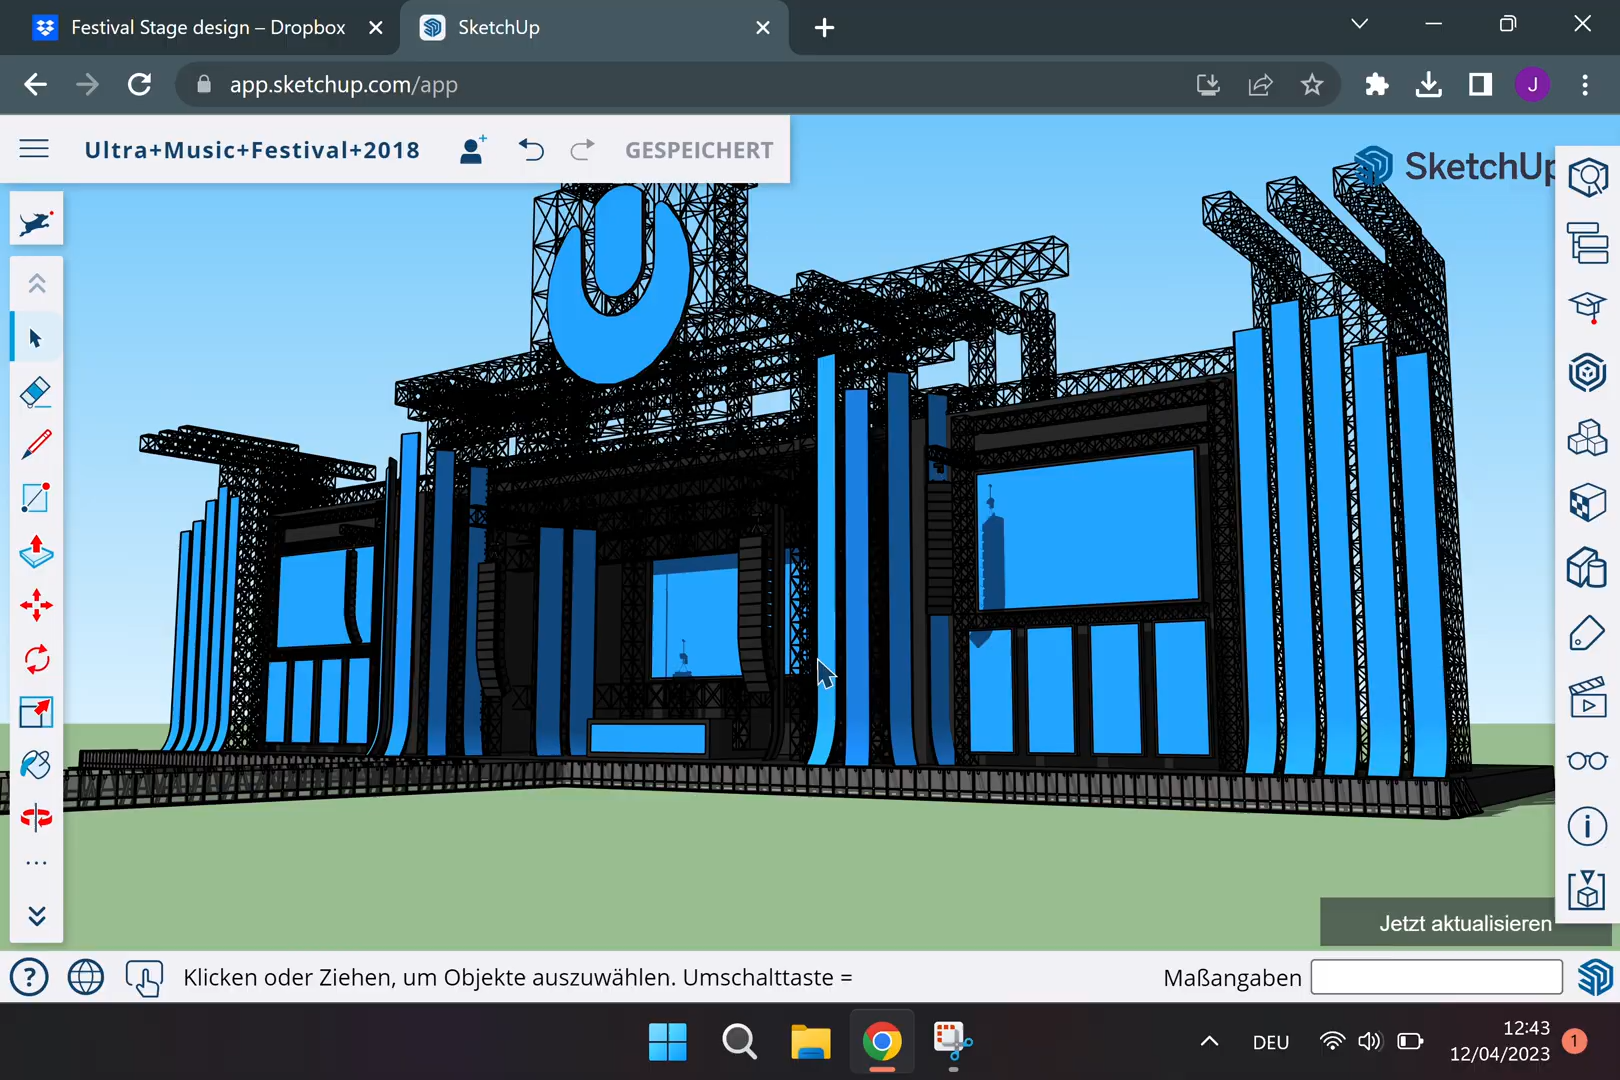 Festival Stage design – Dropbox
SketchUp
app.sketchup.com/app
J
Ultra+Music+Festival+2018
GESPEICHERT
SketchUp
Jetzt aktualisieren
Klicken oder Ziehen, um Objekte auszuwählen. Umschalttaste =
Maßangaben
DEU
12:43
12/04/2023
1